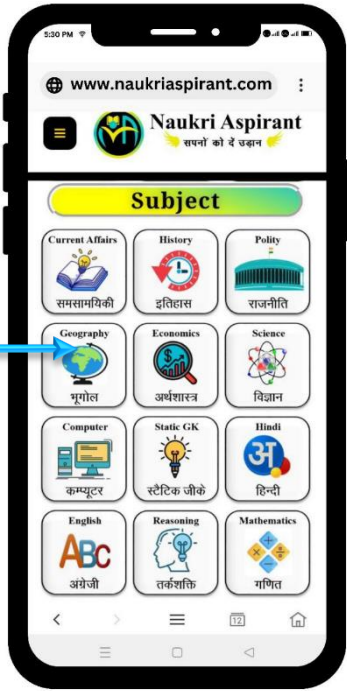 5:30 PM
www.naukriaspirant.com
Naukri Aspirant
सपनों को दें उड़ान
Subject
Current Affairs History Polity
समसामयिकी इतिहास राजनीति
Geography Economics Science
भूगोल अर्थशास्त्र विज्ञान
Computer Static GK Hindi
अ
कम्प्यूटर स्टैटिक जीके हिन्दी
English Reasoning Mathematics
ABC
अंग्रेजी तर्कशक्ति गणित
12